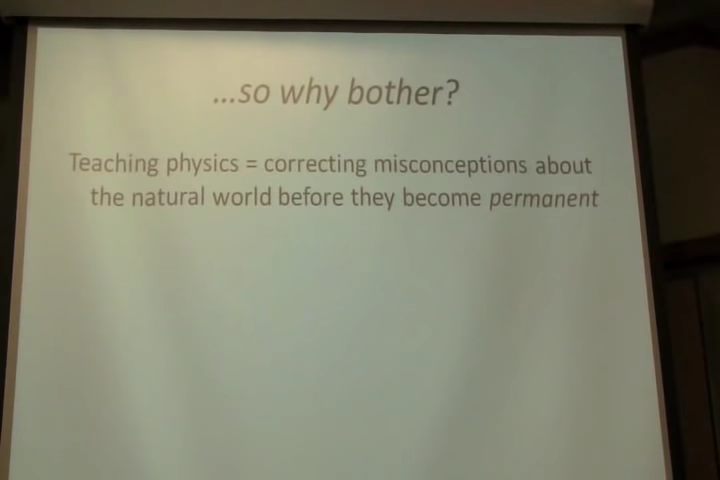 ...so why bother?
Teaching physics = correcting misconceptions about
the natural world before they become permanent